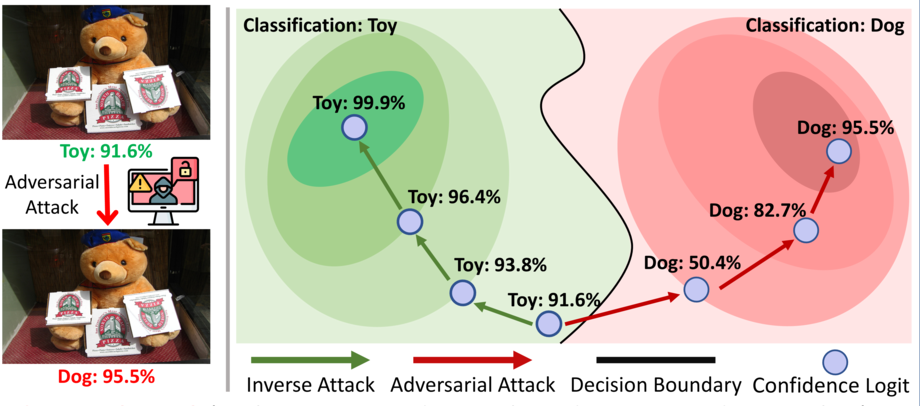 Toy: 91.6%
Adversarial
Attack
Dog: 95.5%
Classification: Toy
Classification: Dog
Toy: 99.9%
Toy: 96.4%
Toy: 93.8%
Toy: 91.6%
Dog: 50.4%
Dog: 82.7%
Dog: 95.5%
Inverse Attack
Adversarial Attack
Decision Boundary
Confidence Logit